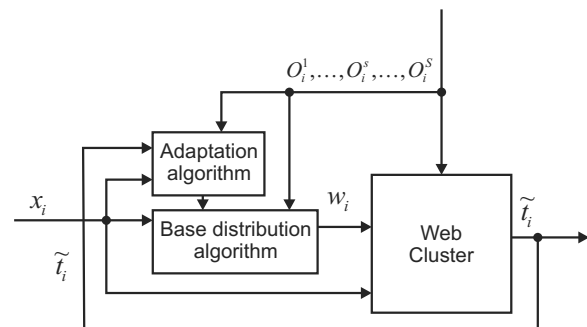 O_i^1,…,O_i^s,…,O_i^S
Adaptation
algorithm
x_i
w_i
Base distribution
algorithm
Web
Cluster
t̃_i
t̃_i